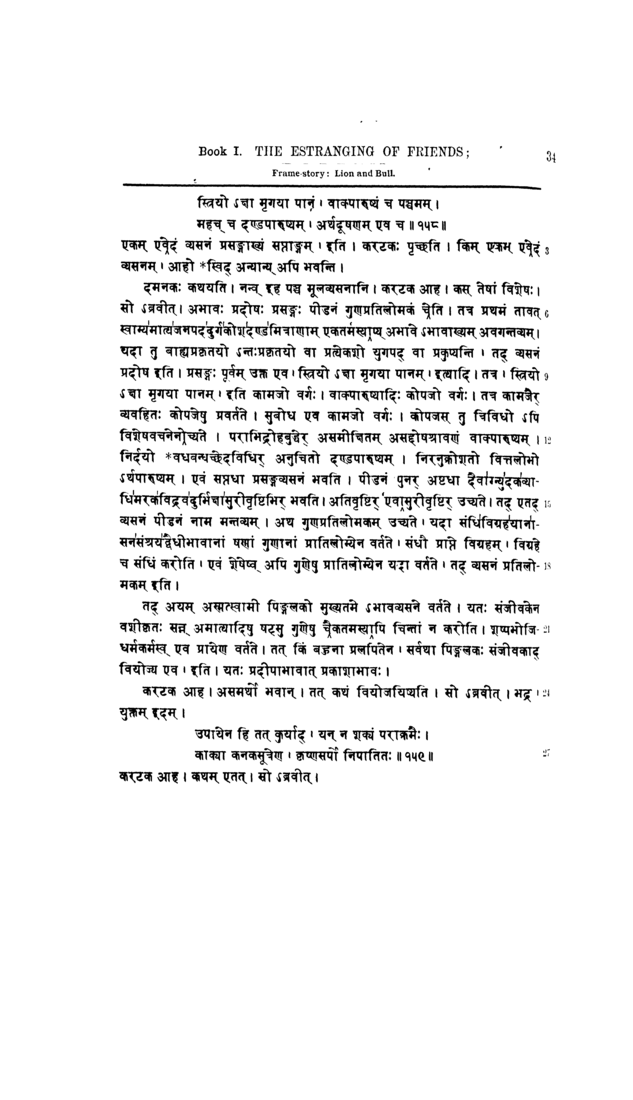 Book I. THE ESTRANGING OF FRIENDS; 34
Frame-story: Lion and Bull.
स्त्रियो ऽक्षा मृगया पानं । वाक्पारुष्यं च पञ्चमम् ।
महच् च दण्डपारुष्यम् । अर्थदूषणम् एव च ॥ १५८ ॥
एकम् एवेदं व्यसनं प्रसङ्गाख्यं सप्ताङ्गम् । इति । करटकः पृच्छति । किम् एकम् एवेदं 3
व्यसनम् । आहो *स्विद् अन्यान्य् अपि भवन्ति ।
दमनकः कथयति । नन्व् इह पञ्च मूलव्यसनानि । करटक आह । कस् तेषां विशेषः ।
सो ऽब्रवीत् । अभावः प्रदोषः प्रसङ्गः पीडनं गुणप्रतिलोमकं चेति । तत्र प्रथमं तावत् 6
स्वाम्यमात्यजनपददुर्गकोशदण्डमित्राणाम् एकतमस्याप्य् अभावे ऽभावाख्यम् अवगन्तव्यम् ।
यदा तु बाह्यप्रकृतयो ऽन्तःप्रकृतयो वा प्रत्येकशो युगपद् वा प्रकुप्यन्ति । तद् व्यसनं
प्रदोष इति । प्रसङ्गः पूर्वम् उक्त एव । स्त्रियो ऽक्षा मृगया पानम् । इत्यादि । तत्र । स्त्रियो 9
ऽक्षा मृगया पानम् । इति कामजो वर्गः । वाक्पारुष्यादिः कोपजो वर्गः । तत्र कामजैर्
व्यवहितः कोपजेषु प्रवर्तते । सुबोध एव कामजो वर्गः । कोपजस् तु त्रिविधो ऽपि
विशेषवचनेनोच्यते । पराभिद्रोहबुद्धेर् असमीचितम् असद्दोषश्रावणं वाक्पारुष्यम् । 12
निर्दयो *वधबन्धच्छेदविधिर् अनुचितो दण्डपारुष्यम् । निरनुक्रोशतो वित्तलोभो
ऽर्थपारुष्यम् । एवं सप्तधा प्रसङ्गव्यसनं भवति । पीडनं पुनर् अष्टधा दैवाग्न्युदकव्या-
धिमरकविद्रवदुर्भिक्षासुरीवृष्टिभिर् भवति । अतिवृष्टिर् एवासुरीवृष्टिर् उच्यते । तद् एतद् 15
व्यसनं पीडनं नाम मन्तव्यम् । अथ गुणप्रतिलोमकम् उच्यते । यदा संधिविग्रहयाना-
सनसंश्रयद्वैधीभावानां षणां गुणानां प्रातिलोम्येन वर्तते । संधौ प्राप्ते विग्रहम् । विग्रहे
च संधिं करोति । एवं शेषेष्व् अपि गुणेषु प्रातिलोम्येन यदा वर्तते । तद् व्यसनं प्रतिलो- 18
मकम् इति ।
तद् अयम् अस्मत्स्वामी पिङ्गलको मुख्यतमे ऽभावव्यसने वर्तते । यतः संजीवकेन
वशीकृतः सन्न् अमात्यादिषु षट्सु गुणेषु चैकतमस्यापि चिन्तां न करोति । शष्पभोजि- 21
धर्मकर्मस्व् एव प्रायेण वर्तते । तत् किं बहुना प्रलपितेन । सर्वथा पिङ्गलकः संजीवकाद्
वियोज्य एव । इति । यतः प्रदीपाभावात् प्रकाशाभावः ।
करटक आह । असमर्थो भवान् । तत् कथं वियोजयिष्यति । सो ऽब्रवीत् । भद्र । 24
युक्तम् इदम् ।
उपायेन हि तत् कुर्याद् । यन् न शक्यं पराक्रमैः ।
काक्या कनकसूत्रेण । कृष्णसर्पो निपातितः ॥ १५९ ॥ 27
करटक आह । कथम् एतत् । सो ऽब्रवीत् ।